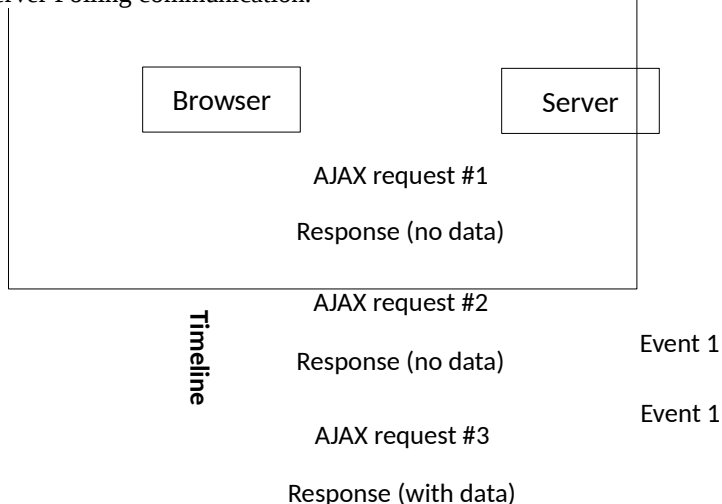 Polling communication.
Browser
Server
AJAX request #1
Response (no data)
AJAX request #2
Timeline
Event 1
Response (no data)
Event 1
AJAX request #3
Response (with data)